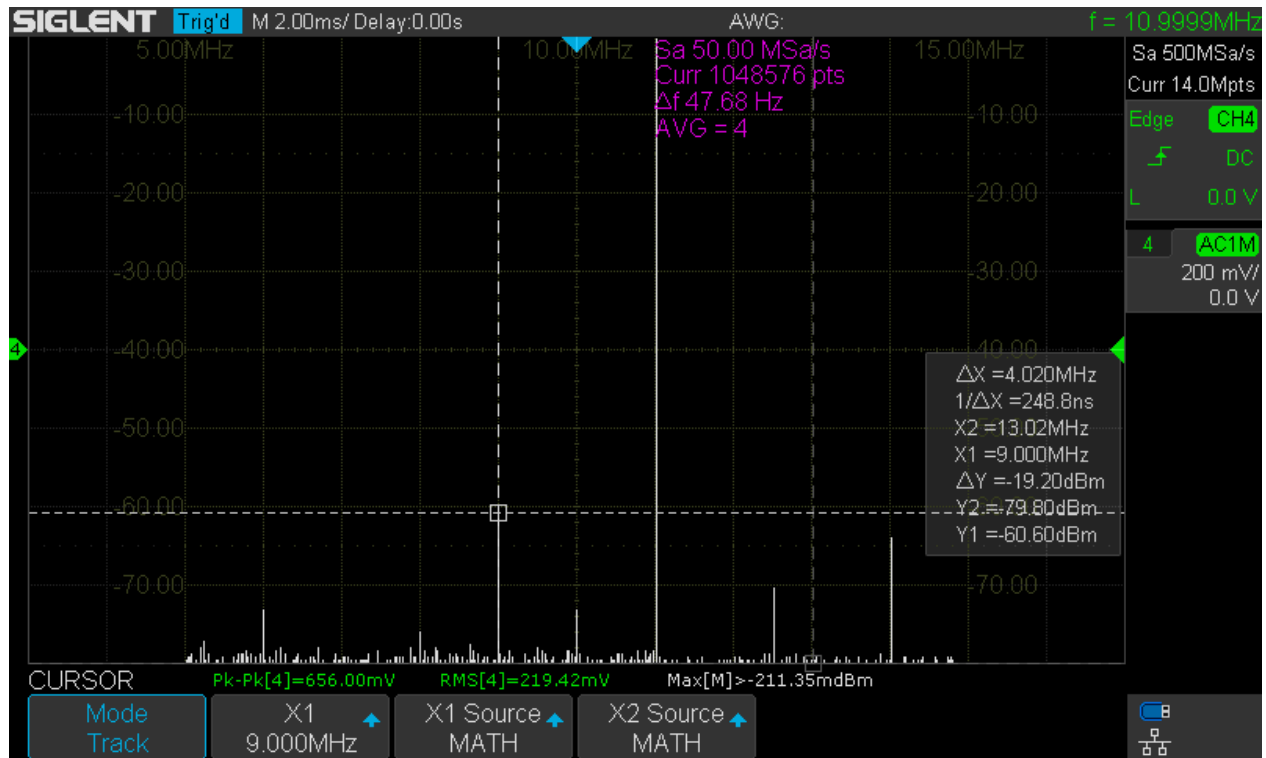 SIGLENT Trig'd M 2.00ms/ Delay:0.00s AWG: f = 10.9999MHz
5.00MHz 10.00MHz 15.00MHz
Sa 50.00 MSa/s
Curr 1048576 pts
Δf 47.68 Hz
AVG = 4
Sa 500MSa/s
Curr 14.0Mpts
Edge CH4
DC
L 0.0 V
4 AC1M
200 mV/
0.0 V
-10.00 -10.00
-20.00 -20.00
-30.00 -30.00
4
-40.00 -40.00
-50.00
-60.00
-70.00 -70.00
ΔX =4.020MHz
1/ΔX =248.8ns
X2 =13.02MHz
X1 =9.000MHz
ΔY =-19.20dBm
Y2 =-79.80dBm
Y1 =-60.60dBm
CURSOR Pk-Pk[4]=656.00mV RMS[4]=219.42mV Max[M]>-211.35mdBm
Mode
Track
X1
9.000MHz
X1 Source
MATH
X2 Source
MATH